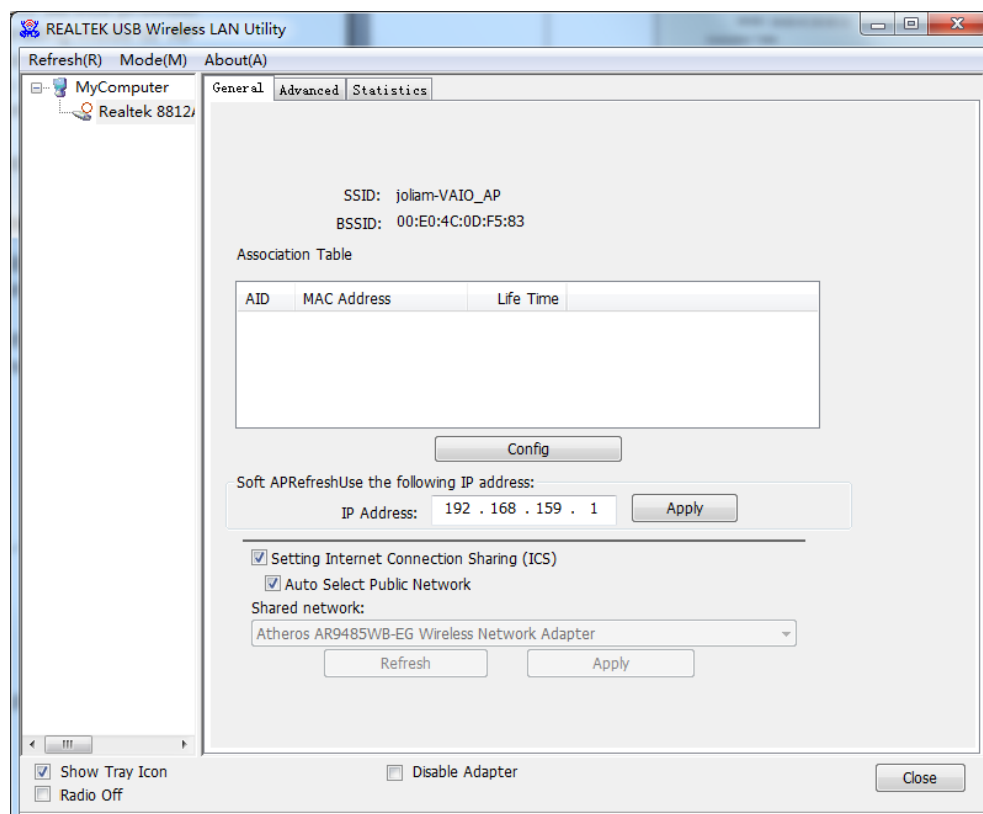 REALTEK USB Wireless LAN Utility
Refresh(R) Mode(M) About(A)
MyComputer
Realtek 8812A
General Advanced Statistics
SSID: joliam-VAIO_AP
BSSID: 00:E0:4C:0D:F5:83
Association Table
AID MAC Address Life Time
Config
Soft APRefreshUse the following IP address:
IP Address: 192 . 168 . 159 . 1 Apply
Setting Internet Connection Sharing (ICS)
Auto Select Public Network
Shared network:
Atheros AR9485WB-EG Wireless Network Adapter
Refresh Apply
Show Tray Icon Disable Adapter Close
Radio Off